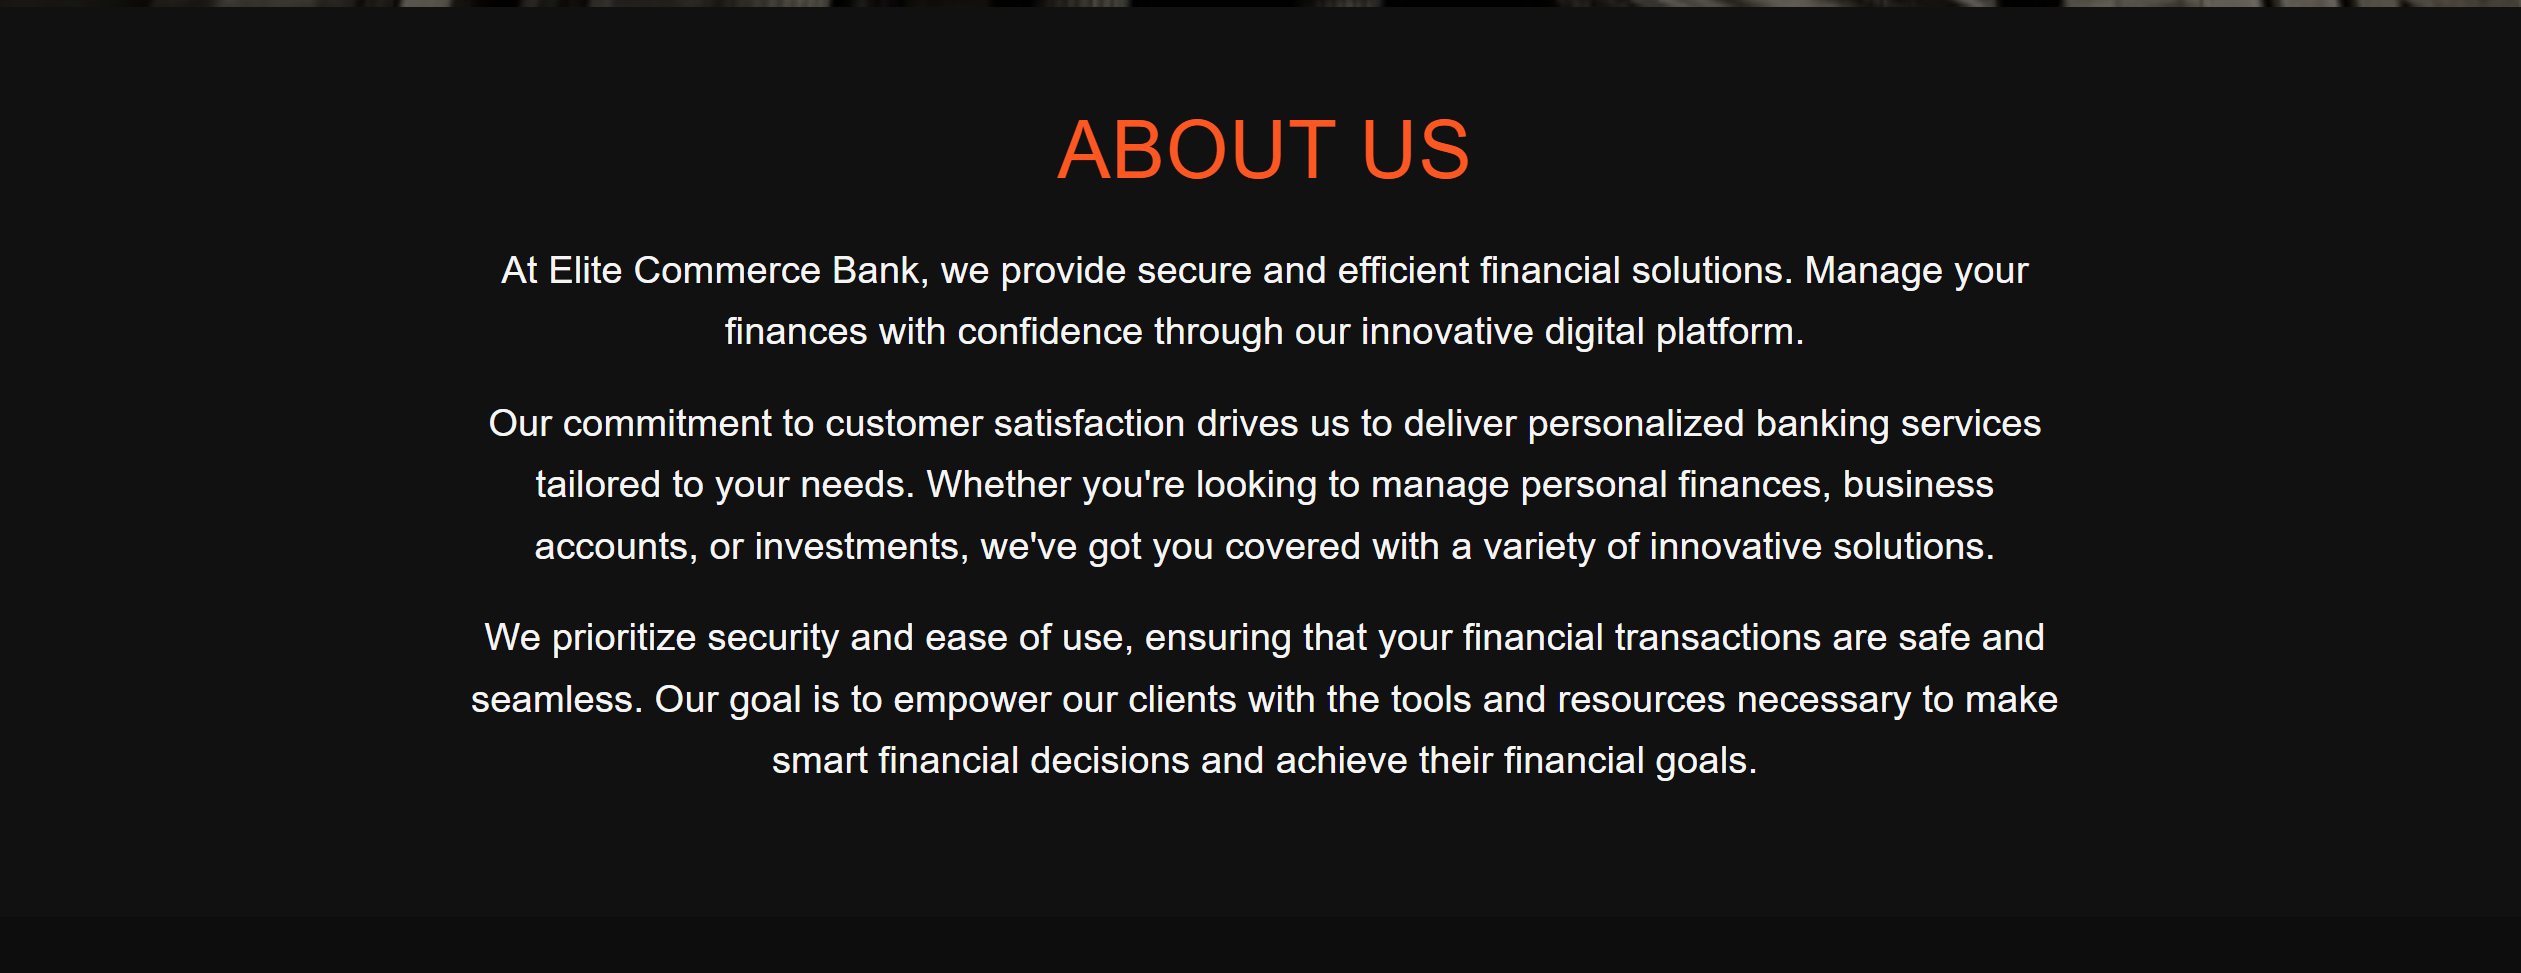 ABOUT US
At Elite Commerce Bank, we provide secure and efficient financial solutions. Manage your
finances with confidence through our innovative digital platform.
Our commitment to customer satisfaction drives us to deliver personalized banking services
tailored to your needs. Whether you're looking to manage personal finances, business
accounts, or investments, we've got you covered with a variety of innovative solutions.
We prioritize security and ease of use, ensuring that your financial transactions are safe and
seamless. Our goal is to empower our clients with the tools and resources necessary to make
smart financial decisions and achieve their financial goals.